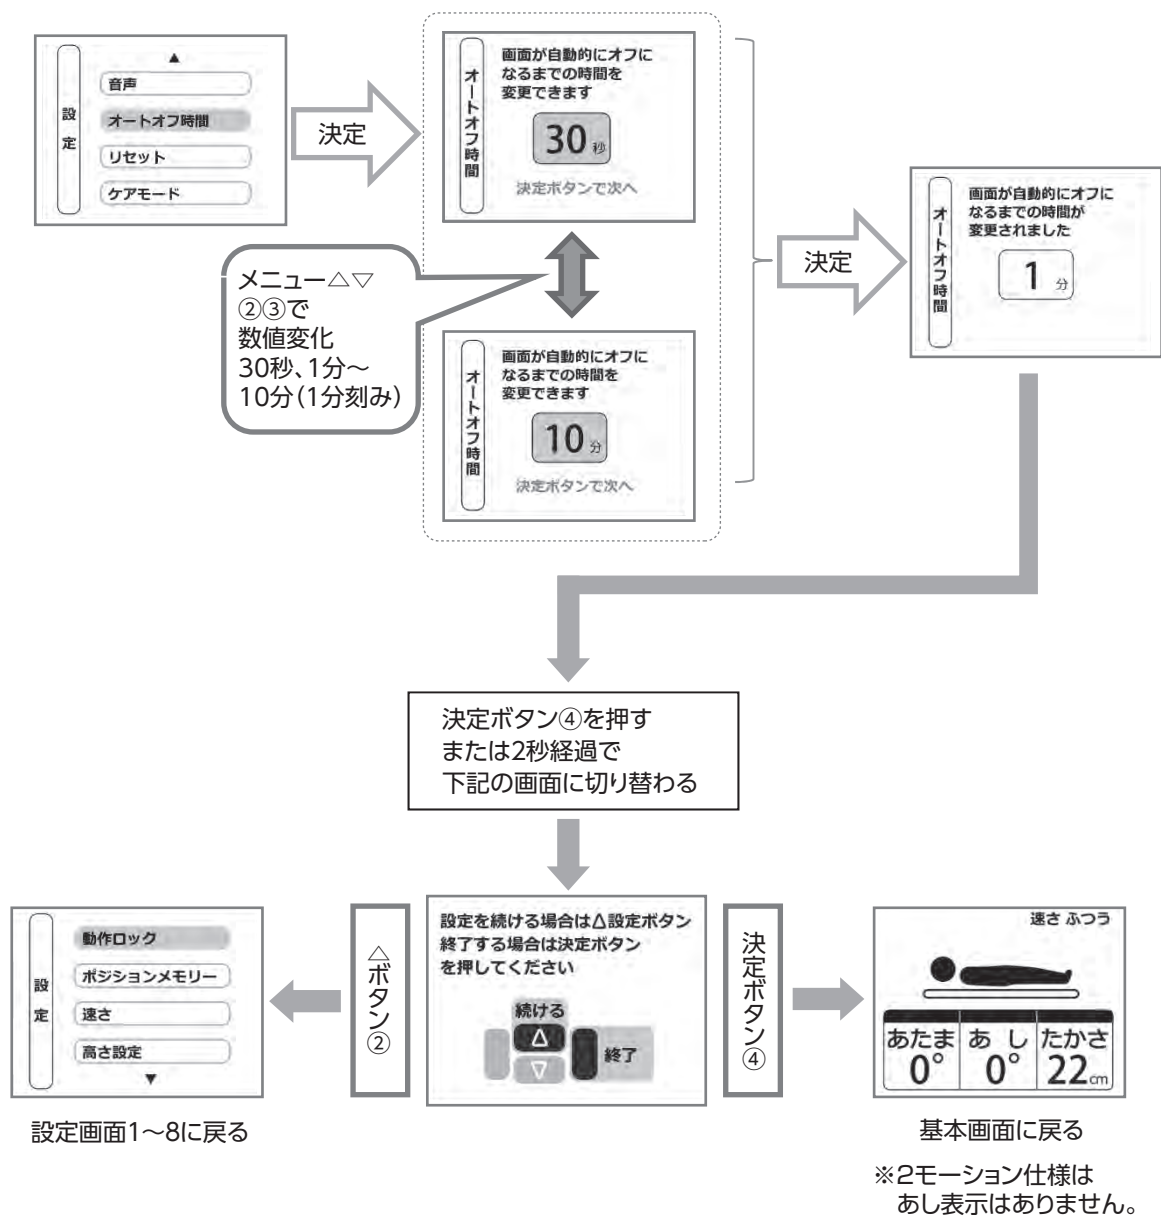 ▲
設定
音声
オートオフ時間
リセット
ケアモード
決定
オートオフ時間
画面が自動的にオフに
なるまでの時間を
変更できます
30 秒
決定ボタンで次へ
メニュー△▽
②③で
数値変化
30秒、1分～
10分(1分刻み)
オートオフ時間
画面が自動的にオフに
なるまでの時間を
変更できます
10 分
決定ボタンで次へ
決定
オートオフ時間
画面が自動的にオフに
なるまでの時間が
変更されました
1 分
決定ボタン④を押す
または2秒経過で
下記の画面に切り替わる
設定を続ける場合は△設定ボタン
終了する場合は決定ボタン
を押してください
続ける
△
▽
終了
△ボタン②
設定
動作ロック
ポジションメモリー
速さ
高さ設定
▼
設定画面1～8に戻る
決定ボタン④
速さ ふつう
あたま あ し たかさ
0° 0° 22cm
基本画面に戻る
※2モーション仕様は
あし表示はありません。